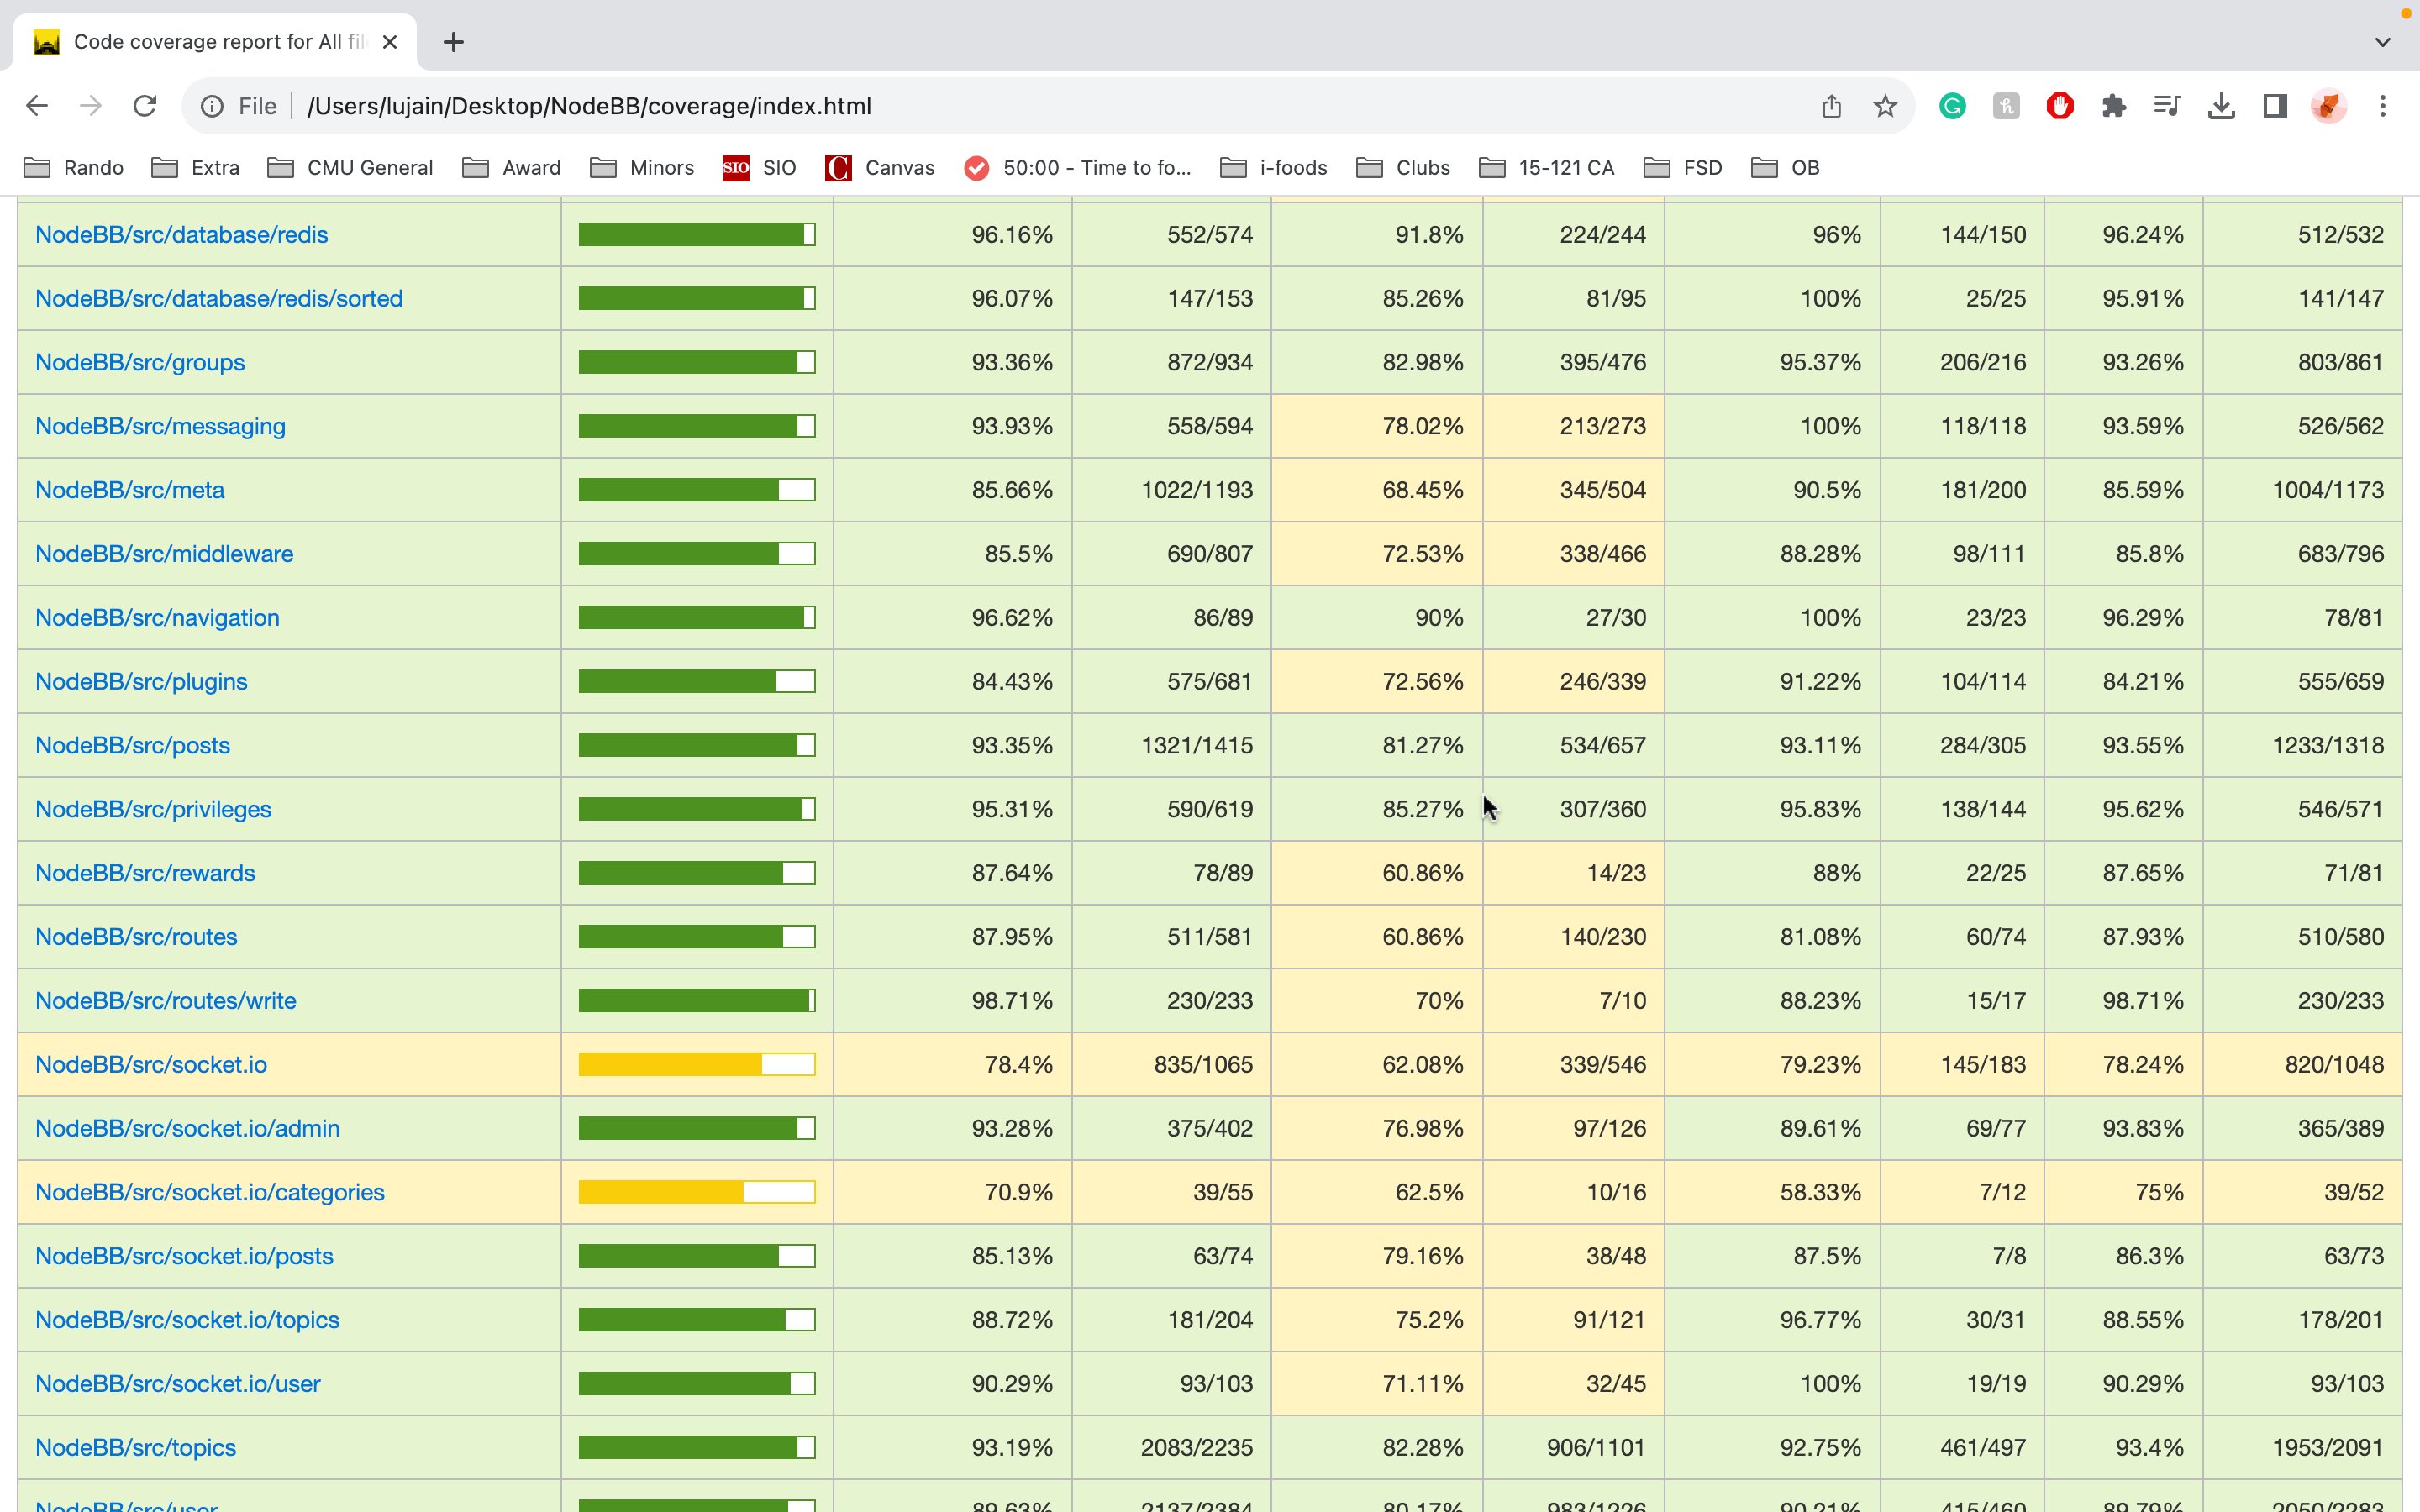 Code coverage report for All fil
File /Users/lujain/Desktop/NodeBB/coverage/index.html
Rando Extra CMU General Award Minors SIO SIO C Canvas 50:00 - Time to fo... i-foods Clubs 15-121 CA FSD OB
NodeBB/src/database/redis 96.16% 552/574 91.8% 224/244 96% 144/150 96.24% 512/532
NodeBB/src/database/redis/sorted 96.07% 147/153 85.26% 81/95 100% 25/25 95.91% 141/147
NodeBB/src/groups 93.36% 872/934 82.98% 395/476 95.37% 206/216 93.26% 803/861
NodeBB/src/messaging 93.93% 558/594 78.02% 213/273 100% 118/118 93.59% 526/562
NodeBB/src/meta 85.66% 1022/1193 68.45% 345/504 90.5% 181/200 85.59% 1004/1173
NodeBB/src/middleware 85.5% 690/807 72.53% 338/466 88.28% 98/111 85.8% 683/796
NodeBB/src/navigation 96.62% 86/89 90% 27/30 100% 23/23 96.29% 78/81
NodeBB/src/plugins 84.43% 575/681 72.56% 246/339 91.22% 104/114 84.21% 555/659
NodeBB/src/posts 93.35% 1321/1415 81.27% 534/657 93.11% 284/305 93.55% 1233/1318
NodeBB/src/privileges 95.31% 590/619 85.27% 307/360 95.83% 138/144 95.62% 546/571
NodeBB/src/rewards 87.64% 78/89 60.86% 14/23 88% 22/25 87.65% 71/81
NodeBB/src/routes 87.95% 511/581 60.86% 140/230 81.08% 60/74 87.93% 510/580
NodeBB/src/routes/write 98.71% 230/233 70% 7/10 88.23% 15/17 98.71% 230/233
NodeBB/src/socket.io 78.4% 835/1065 62.08% 339/546 79.23% 145/183 78.24% 820/1048
NodeBB/src/socket.io/admin 93.28% 375/402 76.98% 97/126 89.61% 69/77 93.83% 365/389
NodeBB/src/socket.io/categories 70.9% 39/55 62.5% 10/16 58.33% 7/12 75% 39/52
NodeBB/src/socket.io/posts 85.13% 63/74 79.16% 38/48 87.5% 7/8 86.3% 63/73
NodeBB/src/socket.io/topics 88.72% 181/204 75.2% 91/121 96.77% 30/31 88.55% 178/201
NodeBB/src/socket.io/user 90.29% 93/103 71.11% 32/45 100% 19/19 90.29% 93/103
NodeBB/src/topics 93.19% 2083/2235 82.28% 906/1101 92.75% 461/497 93.4% 1953/2091
NodeBB/src/user 89.63% 2137/2384 80.17% 983/1226 90.21% 415/460 89.79% 2050/2283